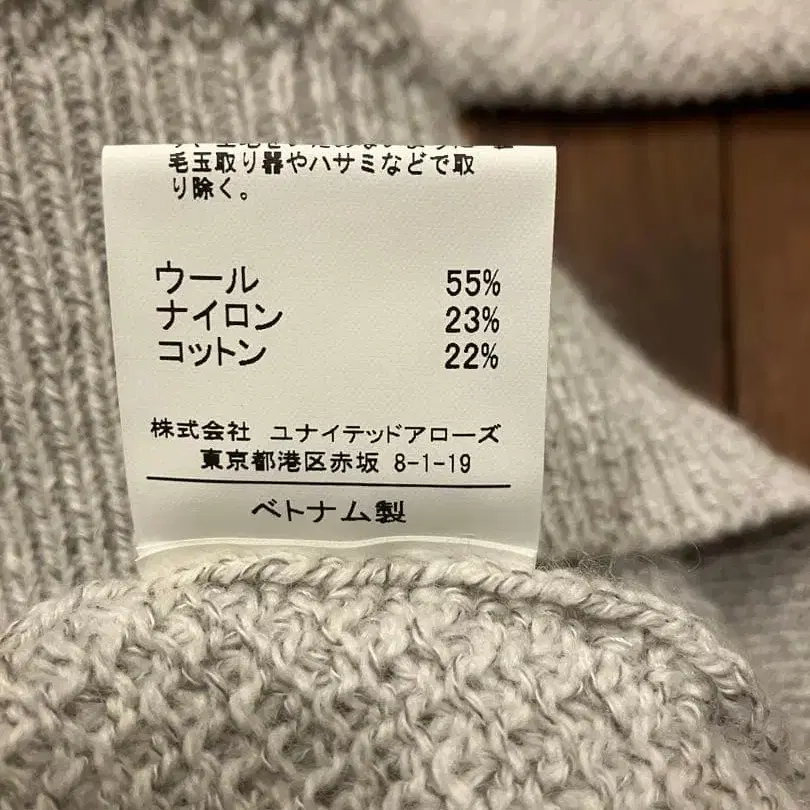 毛玉取り器やハサミなどで取
り除く。
ウール 55%
ナイロン 23%
コットン 22%
株式会社 ユナイテッドアローズ
東京都港区赤坂 8-1-19
ベトナム製